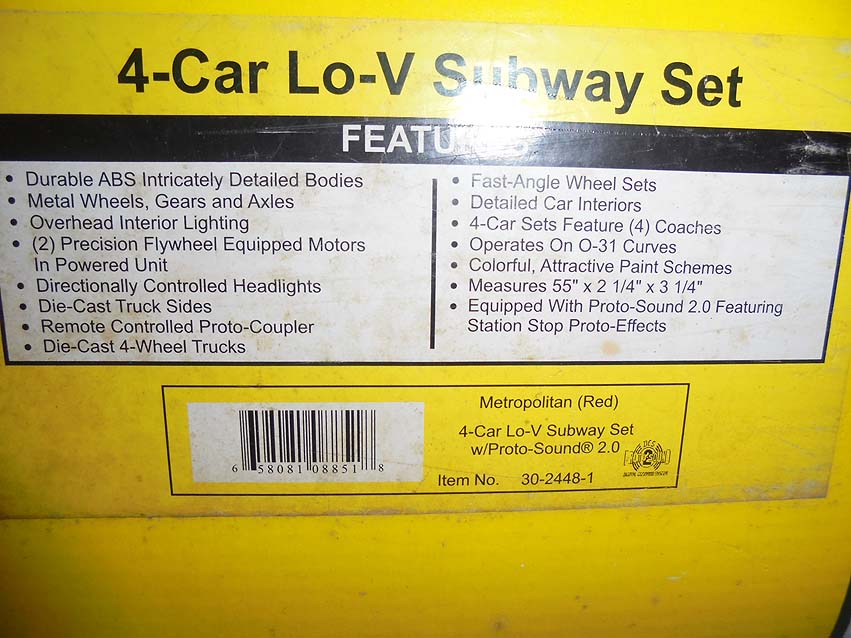 4-Car Lo-V Subway Set
FEATU
• Durable ABS Intricately Detailed Bodies
• Metal Wheels, Gears and Axles
• Overhead Interior Lighting
• (2) Precision Flywheel Equipped Motors
In Powered Unit
• Directionally Controlled Headlights
• Die-Cast Truck Sides
• Remote Controlled Proto-Coupler
• Die-Cast 4-Wheel Trucks
• Fast-Angle Wheel Sets
• Detailed Car Interiors
• 4-Car Sets Feature (4) Coaches
• Operates On O-31 Curves
• Colorful, Attractive Paint Schemes
• Measures 55" x 2 1/4" x 3 1/4"
• Equipped With Proto-Sound 2.0 Featuring
Station Stop Proto-Effects
6 58081 08851 8
Metropolitan (Red)
4-Car Lo-V Subway Set
w/Proto-Sound® 2.0
Item No. 30-2448-1
DCS
2